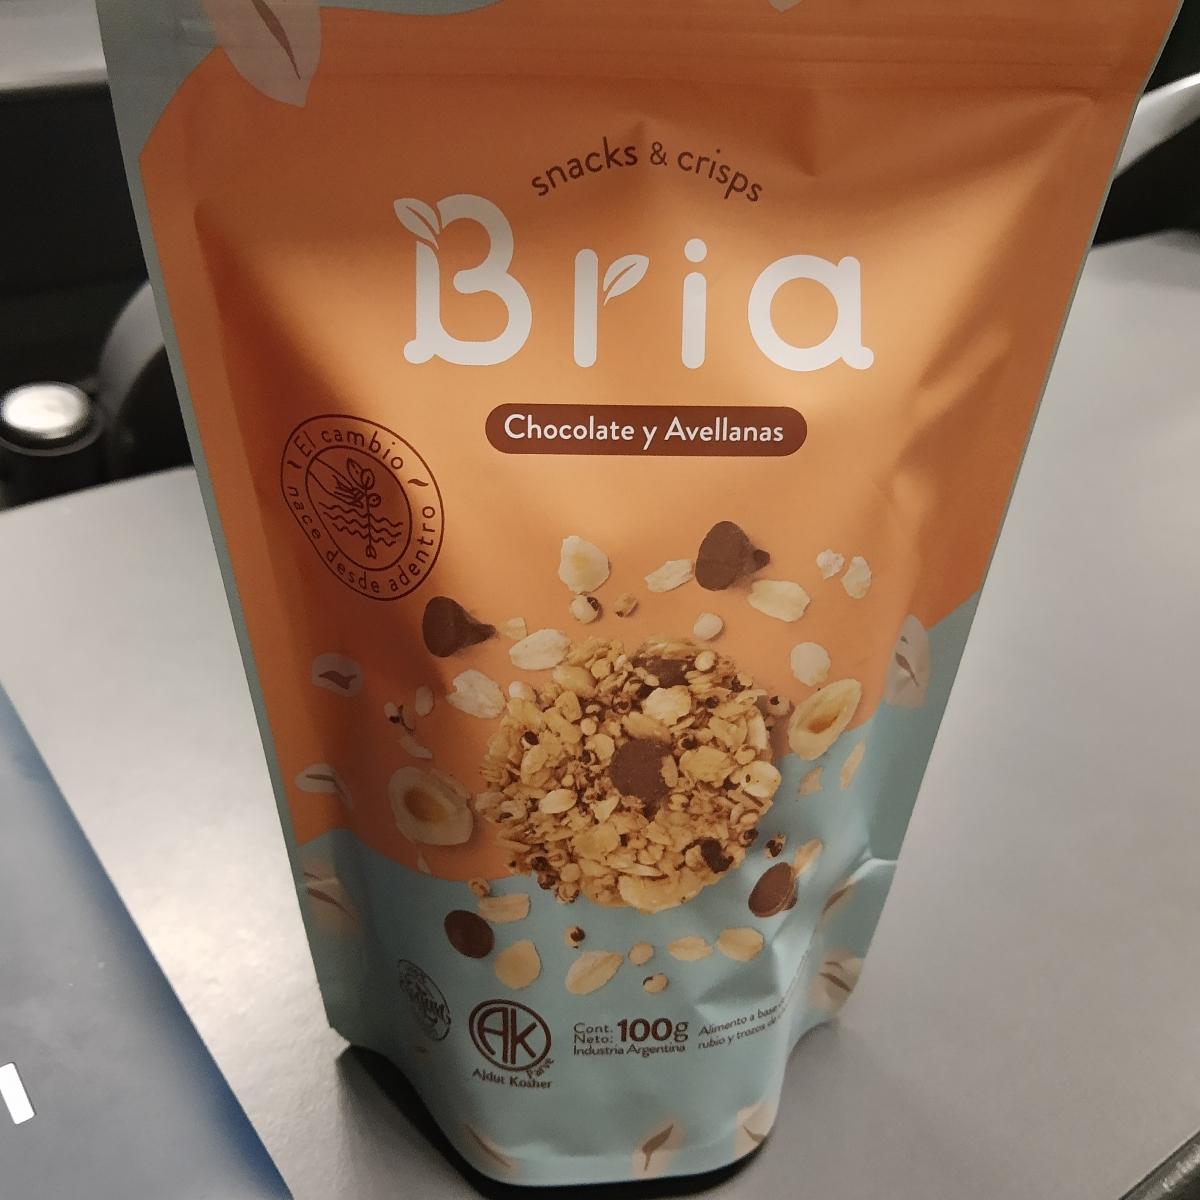 snacks & crisps
Bria
Chocolate y Avellanas
El cambio
nace desde adentro
AK
Parve
Ajdut Kosher
Cont.
Neto: 100g
Industria Argentina
Alimento a base
rubio y trozos de